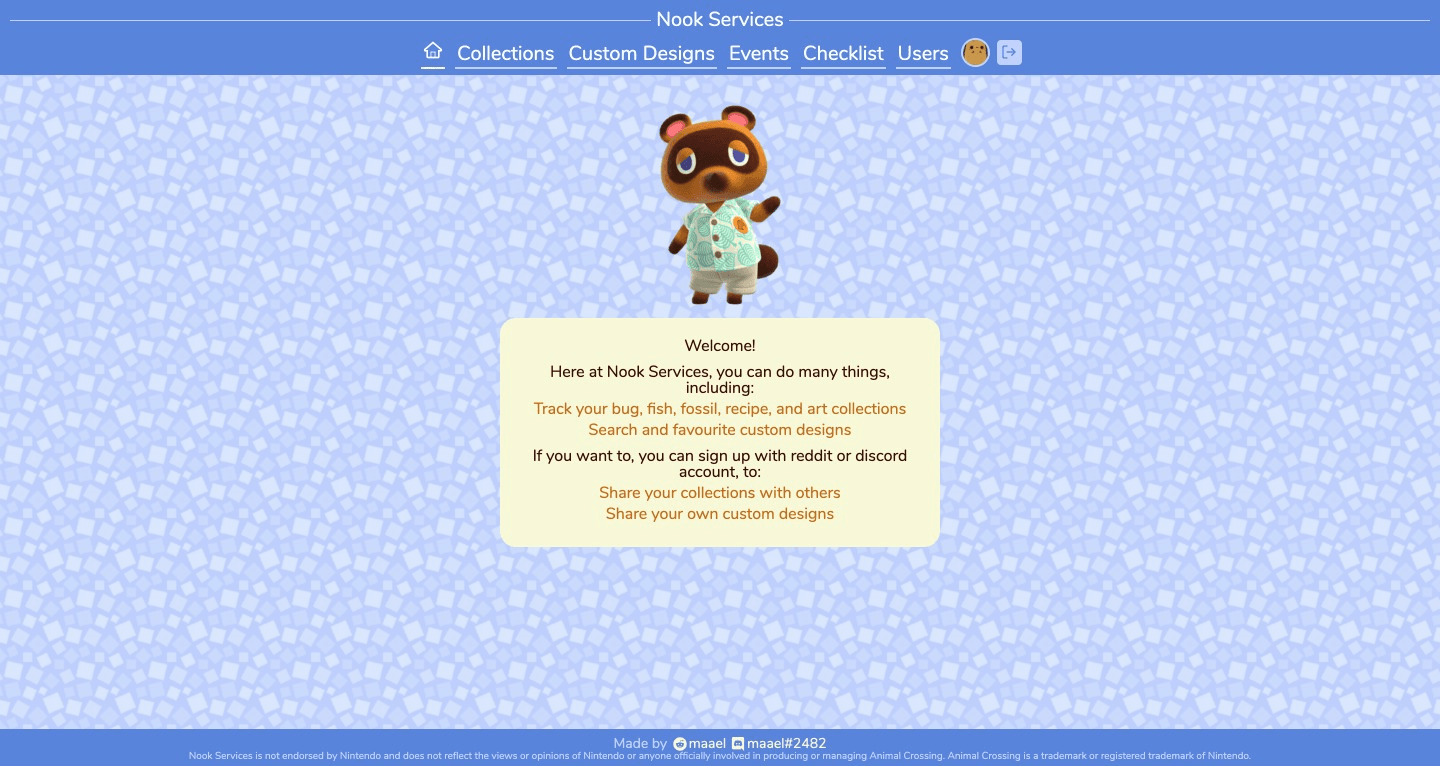 Nook Services
Collections Custom Designs Events Checklist Users
Welcome!
Here at Nook Services, you can do many things,
including:
Track your bug, fish, fossil, recipe, and art collections
Search and favourite custom designs
If you want to, you can sign up with reddit or discord
account, to:
Share your collections with others
Share your own custom designs
Made by maael maael#2482
Nook Services is not endorsed by Nintendo and does not reflect the views or opinions of Nintendo or anyone officially involved in producing or managing Animal Crossing. Animal Crossing is a trademark or registered trademark of Nintendo.